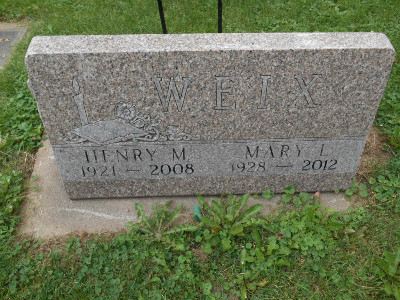 WEIX
HENRY M. MARY L.
1921 — 2008 1928 — 2012